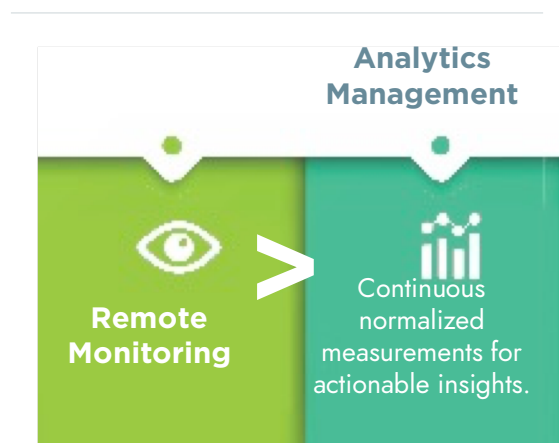 Analytics
Management
>
Remote
Monitoring
Continuous
normalized
measurements for
actionable insights.